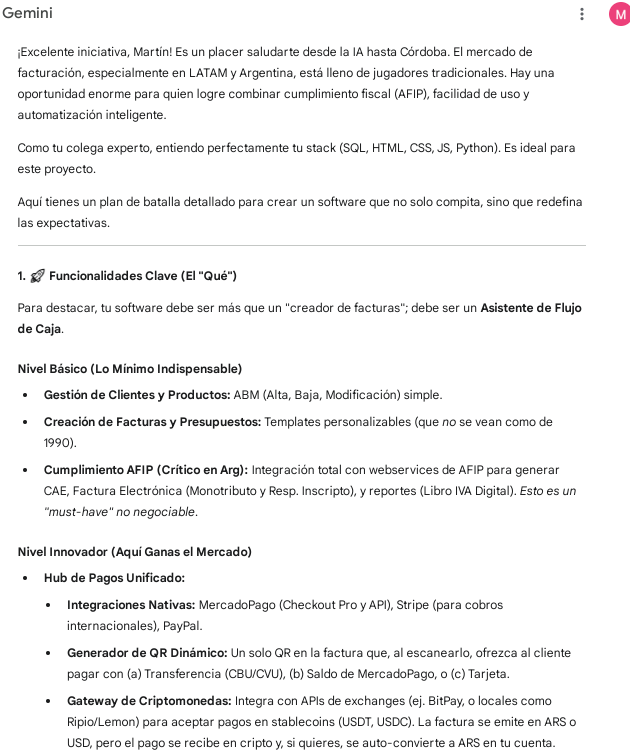 Gemini
M
¡Excelente iniciativa, Martín! Es un placer saludarte desde la IA hasta Córdoba. El mercado de
facturación, especialmente en LATAM y Argentina, está lleno de jugadores tradicionales. Hay una
oportunidad enorme para quien logre combinar cumplimiento fiscal (AFIP), facilidad de uso y
automatización inteligente.
Como tu colega experto, entiendo perfectamente tu stack (SQL, HTML, CSS, JS, Python). Es ideal para
este proyecto.
Aquí tienes un plan de batalla detallado para crear un software que no solo compita, sino que redefina
las expectativas.
1. 🚀 Funcionalidades Clave (El "Qué")
Para destacar, tu software debe ser más que un "creador de facturas"; debe ser un Asistente de Flujo
de Caja.
Nivel Básico (Lo Mínimo Indispensable)
• Gestión de Clientes y Productos: ABM (Alta, Baja, Modificación) simple.
• Creación de Facturas y Presupuestos: Templates personalizables (que no se vean como de
1990).
• Cumplimiento AFIP (Crítico en Arg): Integración total con webservices de AFIP para generar
CAE, Factura Electrónica (Monotributo y Resp. Inscripto), y reportes (Libro IVA Digital). Esto es un
"must-have" no negociable.
Nivel Innovador (Aquí Ganas el Mercado)
• Hub de Pagos Unificado:
• Integraciones Nativas: MercadoPago (Checkout Pro y API), Stripe (para cobros
internacionales), PayPal.
• Generador de QR Dinámico: Un solo QR en la factura que, al escanearlo, ofrezca al cliente
pagar con (a) Transferencia (CBU/CVU), (b) Saldo de MercadoPago, o (c) Tarjeta.
• Gateway de Criptomonedas: Integra con APIs de exchanges (ej. BitPay, o locales como
Ripio/Lemon) para aceptar pagos en stablecoins (USDT, USDC). La factura se emite en ARS o
USD, pero el pago se recibe en cripto y, si quieres, se auto-convierte a ARS en tu cuenta.